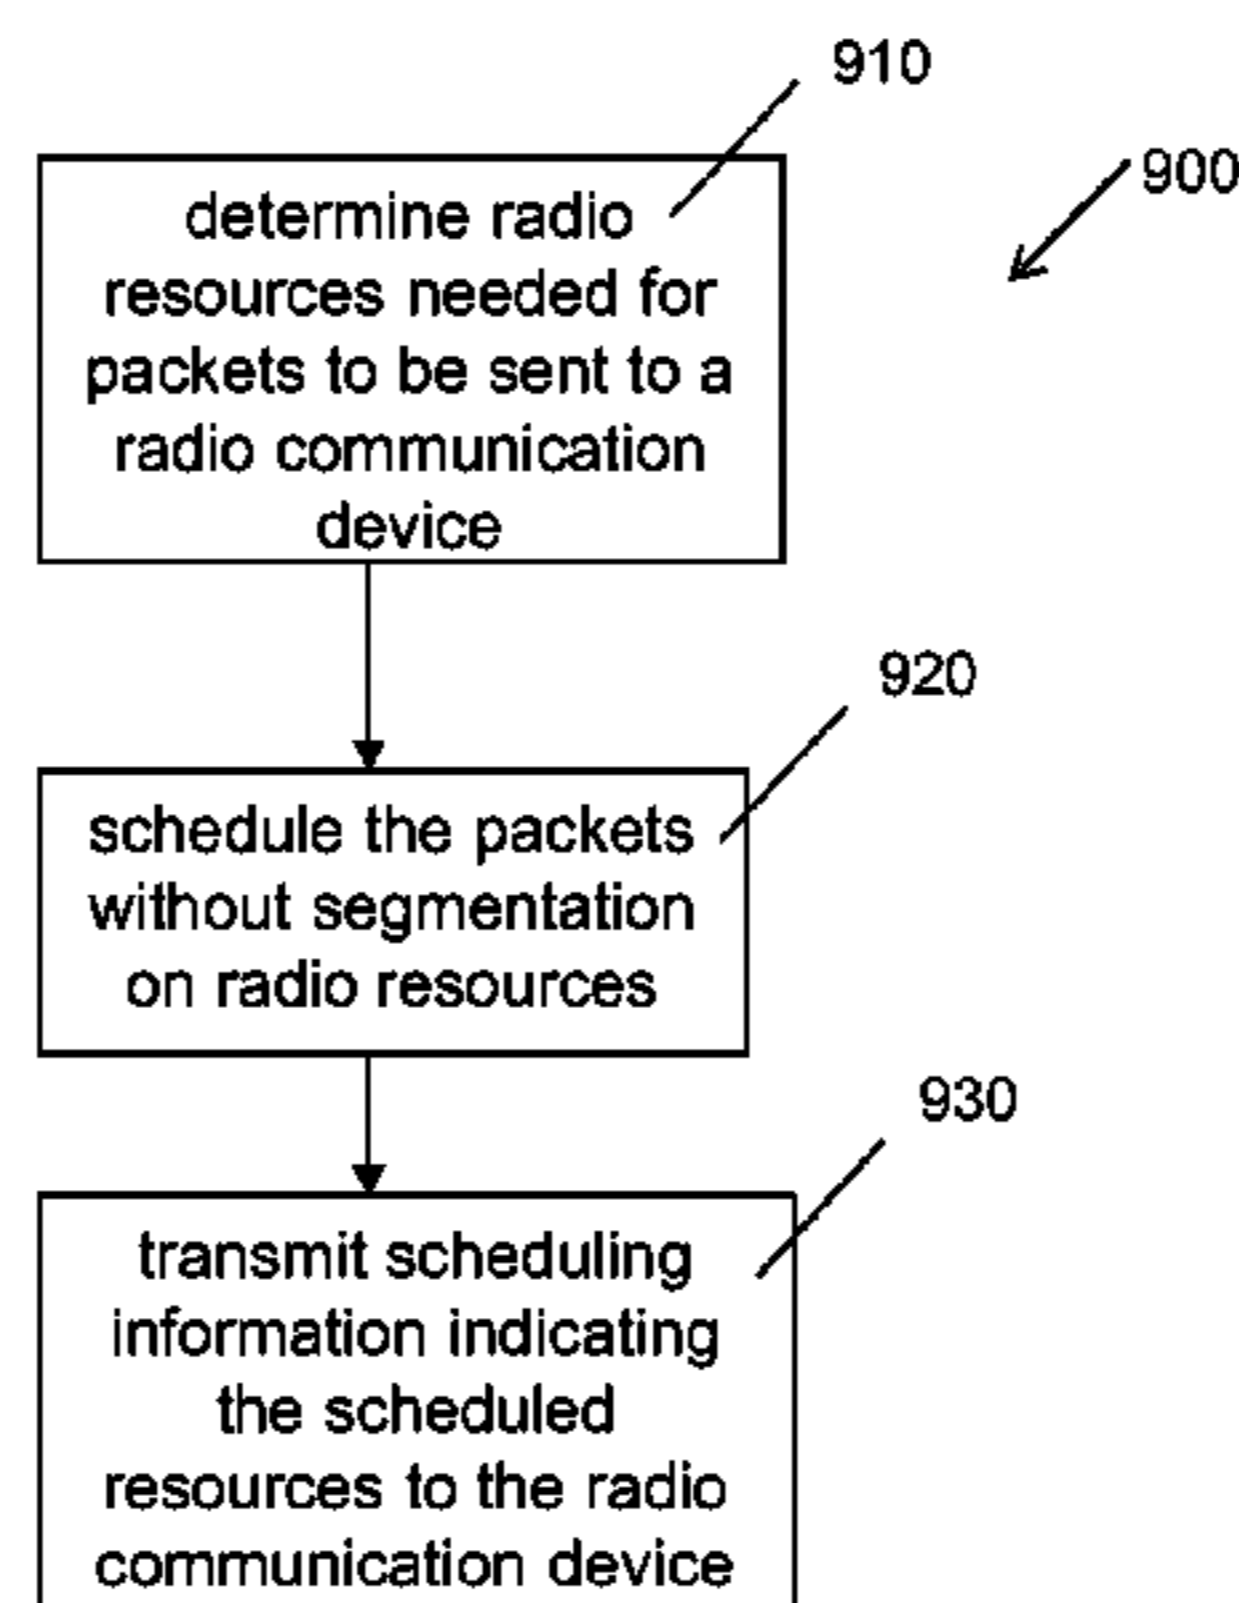 910
900
determine radio
resources needed for
packets to be sent to a
radio communication
device
920
schedule the packets
without segmentation
on radio resources
930
transmit scheduling
information indicating
the scheduled
resources to the radio
communication device